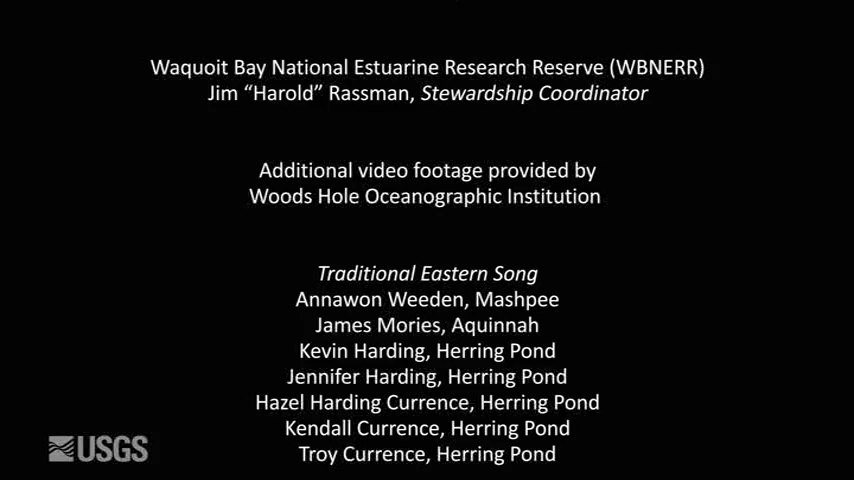 Waquoit Bay National Estuarine Research Reserve (WBNERR)
Jim “Harold” Rassman, Stewardship Coordinator
Additional video footage provided by
Woods Hole Oceanographic Institution
Traditional Eastern Song
Annawon Weeden, Mashpee
James Mories, Aquinnah
Kevin Harding, Herring Pond
Jennifer Harding, Herring Pond
Hazel Harding Currence, Herring Pond
Kendall Currence, Herring Pond
Troy Currence, Herring Pond
USGS